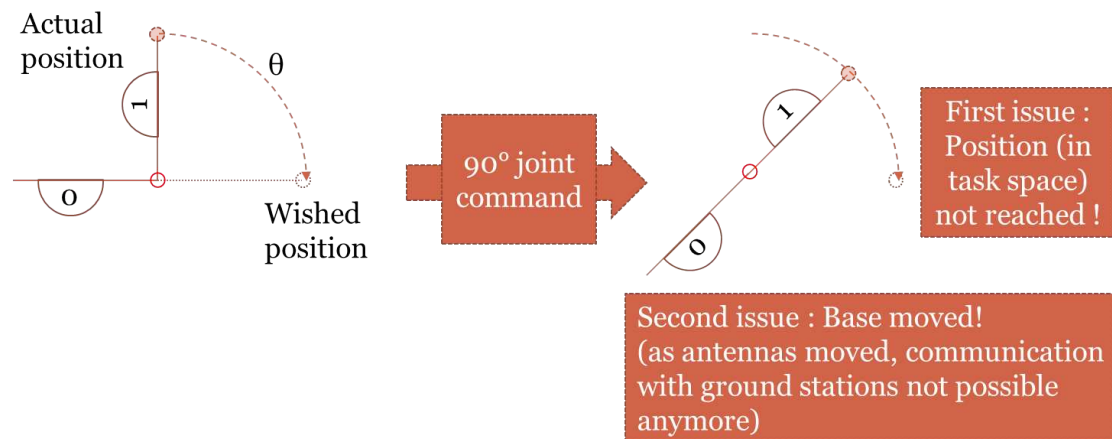 Actual
position
θ
1
0
Wished
position
90° joint
command
1
0
First issue :
Position (in
task space)
not reached !
Second issue : Base moved!
(as antennas moved, communication
with ground stations not possible
anymore)